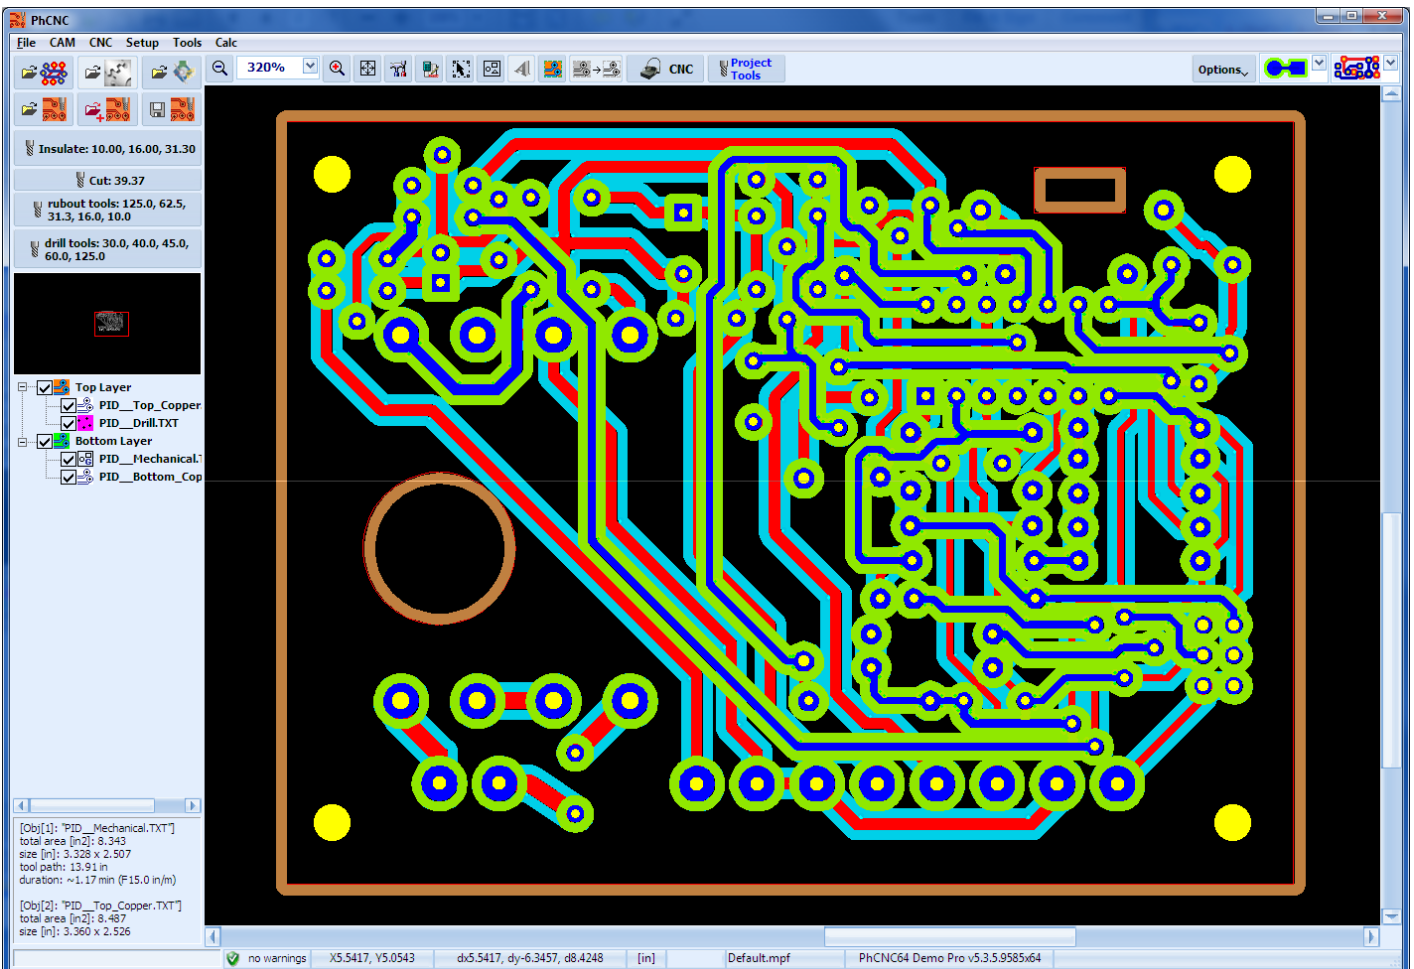 PhCNC
File CAM CNC Setup Tools Calc
320%
CNC
Project
Tools
Options
Insulate: 10.00, 16.00, 31.30
Cut: 39.37
rubout tools: 125.0, 62.5,
31.3, 16.0, 10.0
drill tools: 30.0, 40.0, 45.0,
60.0, 125.0
Top Layer
PID__Top_Copper.
PID__Drill.TXT
Bottom Layer
PID__Mechanical.T
PID__Bottom_Cop
[Obj[1]: "PID__Mechanical.TXT"]
total area [in2]: 8.343
size [in]: 3.328 x 2.507
tool path: 13.91 in
duration: ~1.17 min (F15.0 in/m)
[Obj[2]: "PID__Top_Copper.TXT"]
total area [in2]: 8.487
size [in]: 3.360 x 2.526
no warnings X5.5417, Y5.0543 dx5.5417, dy-6.3457, d8.4248 [in] Default.mpf PhCNC64 Demo Pro v5.3.5.9585x64